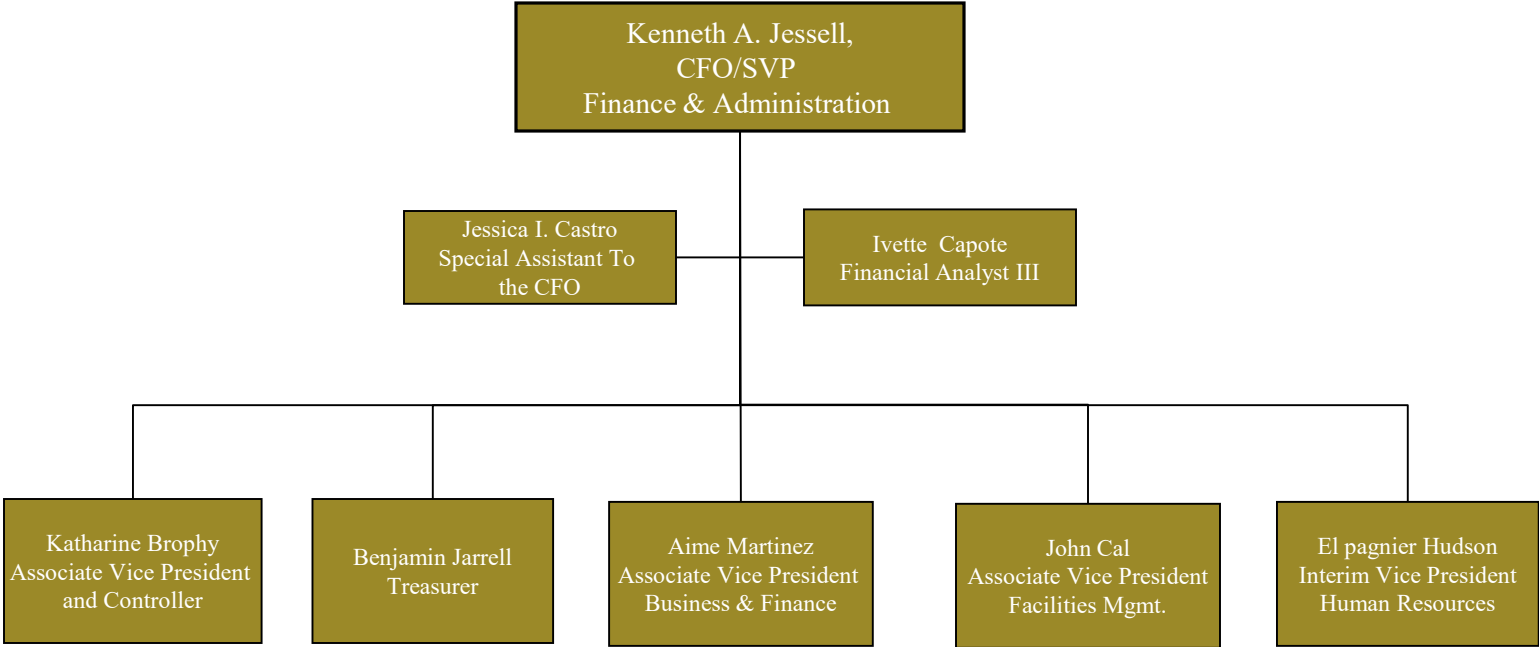 Kenneth A. Jessell,
CFO/SVP
Finance & Administration
Jessica I. Castro
Special Assistant To
the CFO
Ivette Capote
Financial Analyst III
Katharine Brophy
Associate Vice President
and Controller
Benjamin Jarrell
Treasurer
Aime Martinez
Associate Vice President
Business & Finance
John Cal
Associate Vice President
Facilities Mgmt.
El pagnier Hudson
Interim Vice President
Human Resources